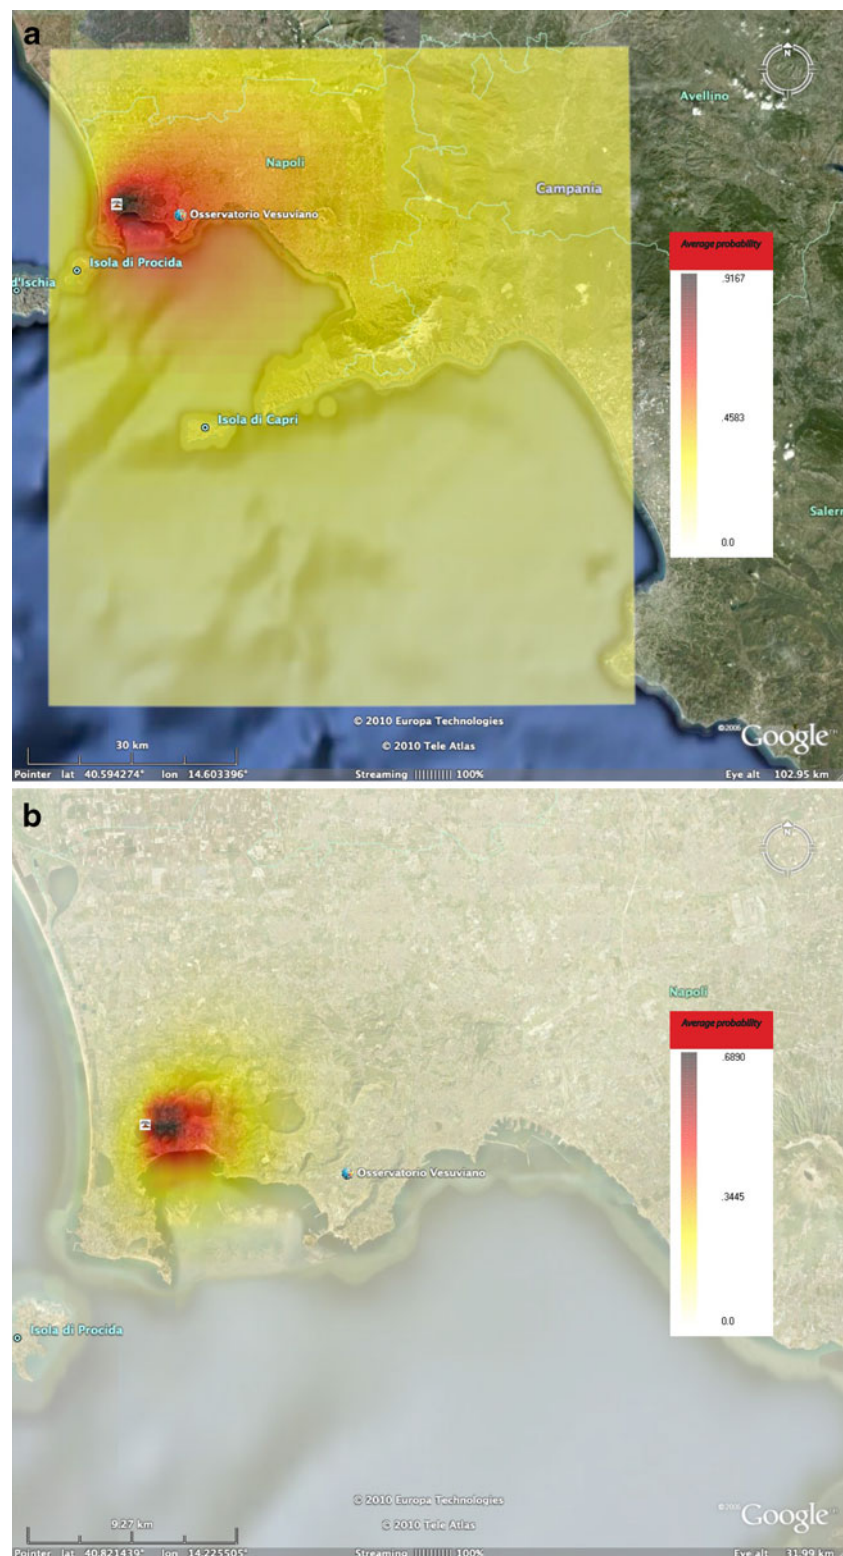 a
N
Avellino
Napoli
Campania
Osservatorio Vesuviano
Average probability
Isola di Procida
.9167
d'Ischia
.4583
Isola di Capri
Salern
0.0
© 2010 Europa Technologies
©2005 Google™
30 km
© 2010 Tele Atlas
Pointer lat 40.594274° lon 14.603396° Streaming 100% Eye alt 102.95 km
b
N
Napoli
Average probability
.6890
Osservatorio Vesuviano
.3445
0.0
Isola di Procida
© 2010 Europa Technologies
©2005 Google™
9.27 km
© 2010 Tele Atlas
Pointer lat 40.821439° lon 14.225505° Streaming 100% Eye alt 31.99 km